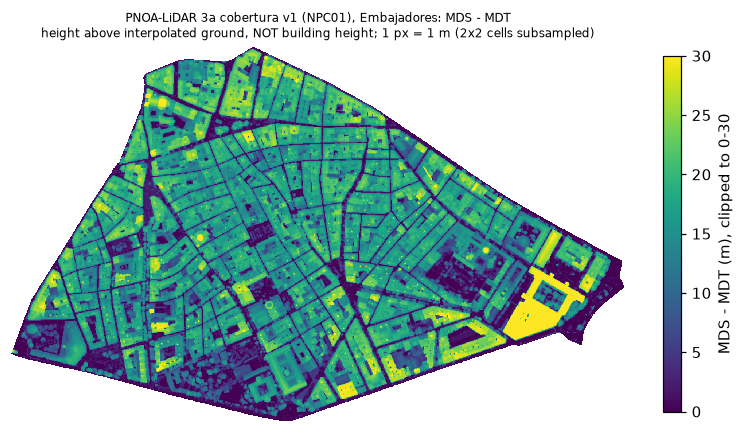 PNOA-LiDAR 3a cobertura v1 (NPC01), Embajadores: MDS - MDT
height above interpolated ground, NOT building height; 1 px = 1 m (2x2 cells subsampled)
30
25
20
15
10
5
0
MDS - MDT (m), clipped to 0-30